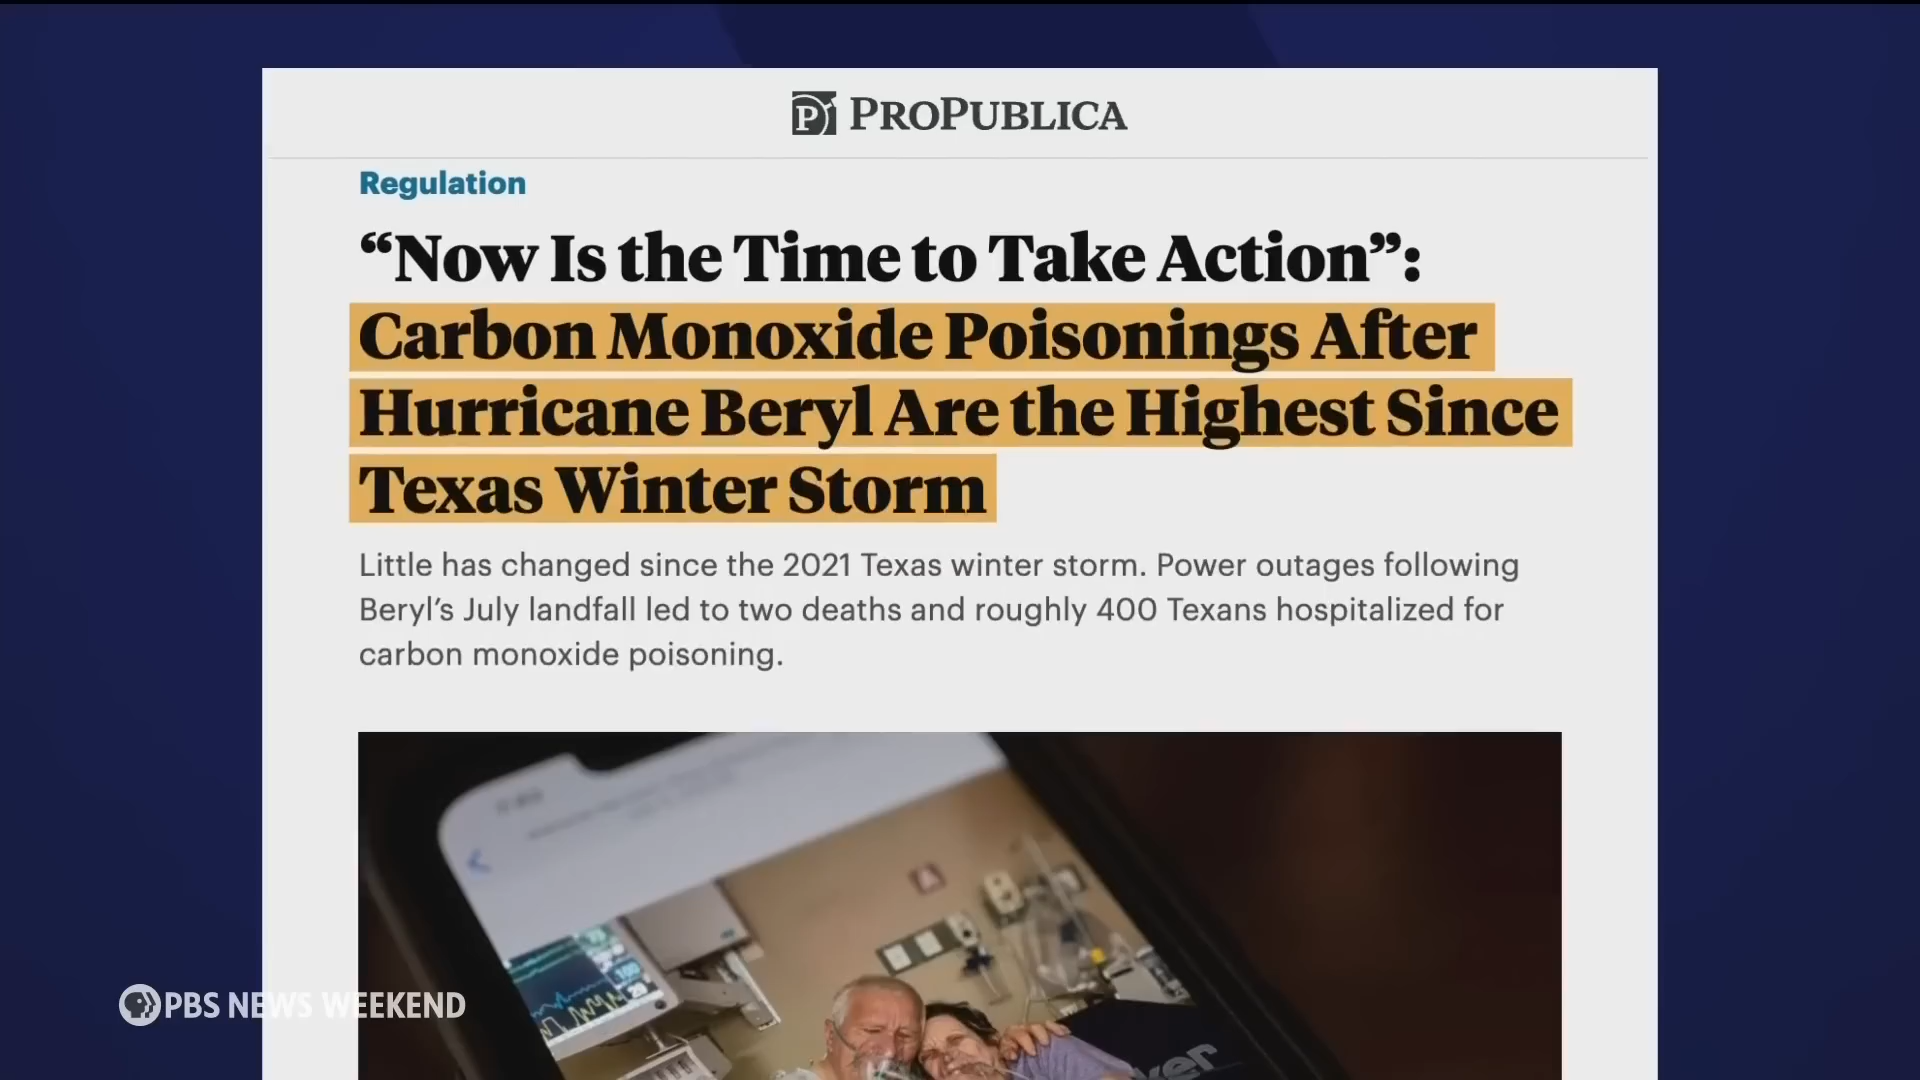 PROPUBLICA
Regulation
“Now Is the Time to Take Action”:
Carbon Monoxide Poisonings After
Hurricane Beryl Are the Highest Since
Texas Winter Storm
Little has changed since the 2021 Texas winter storm. Power outages following
Beryl’s July landfall led to two deaths and roughly 400 Texans hospitalized for
carbon monoxide poisoning.
PBS NEWS WEEKEND